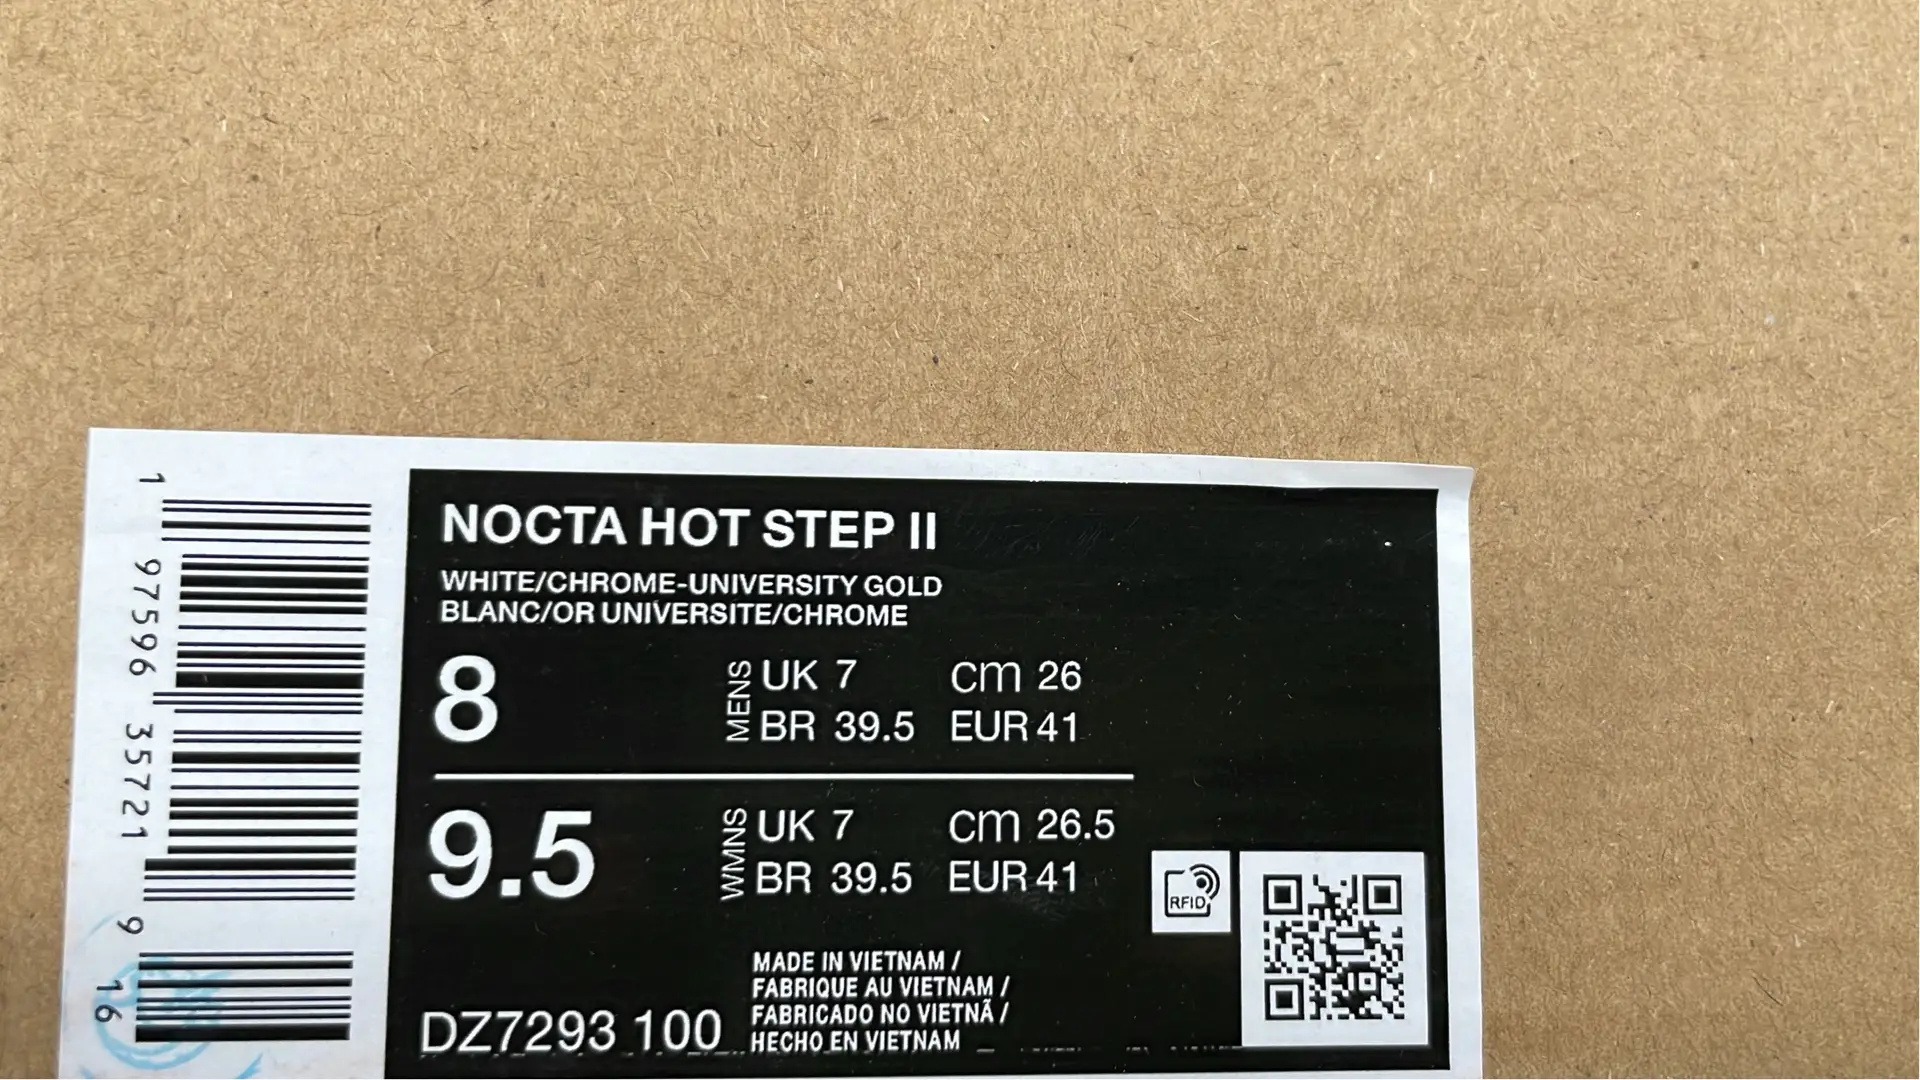 NOCTA HOT STEP II
WHITE/CHROME-UNIVERSITY GOLD
BLANC/OR UNIVERSITE/CHROME
8
MENS
UK 7 cm 26
BR 39.5 EUR 41
9.5
WMNS
UK 7 cm 26.5
BR 39.5 EUR 41
RFID
DZ7293 100
MADE IN VIETNAM /
FABRIQUE AU VIETNAM /
FABRICADO NO VIETNÃ /
HECHO EN VIETNAM
1 97596 35721 9 16